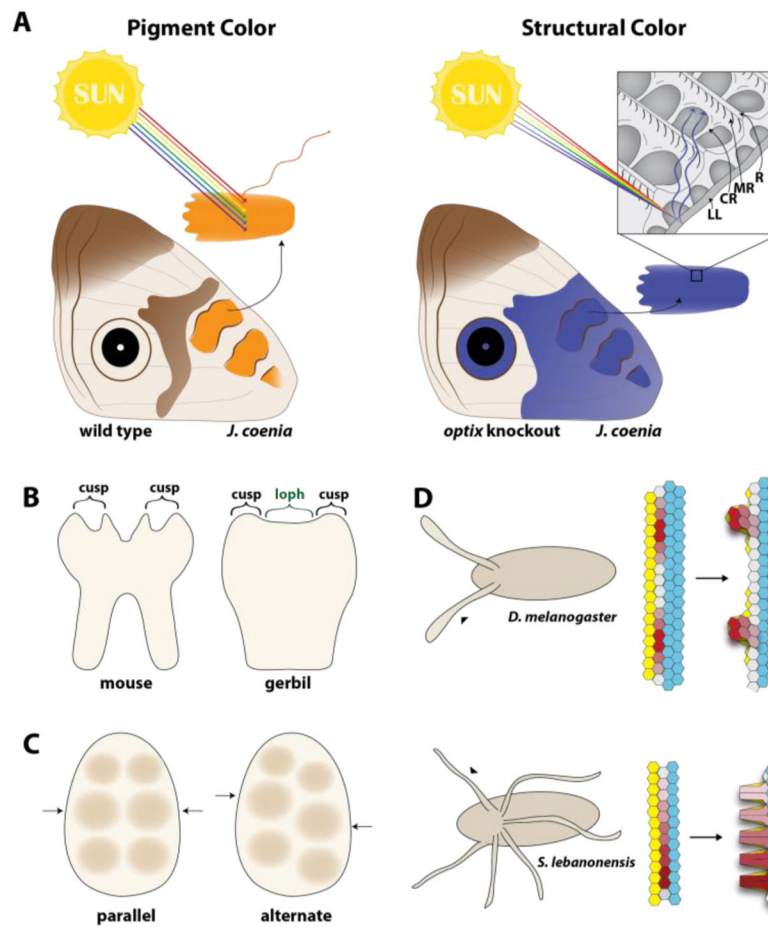 A
Pigment Color
Structural Color
SUN
SUN
R
MR
CR
LL
wild type
J. coenia
optix knockout
J. coenia
B
cusp
cusp
cusp
loph
cusp
mouse
gerbil
D
D. melanogaster
C
parallel
alternate
S. lebanonensis